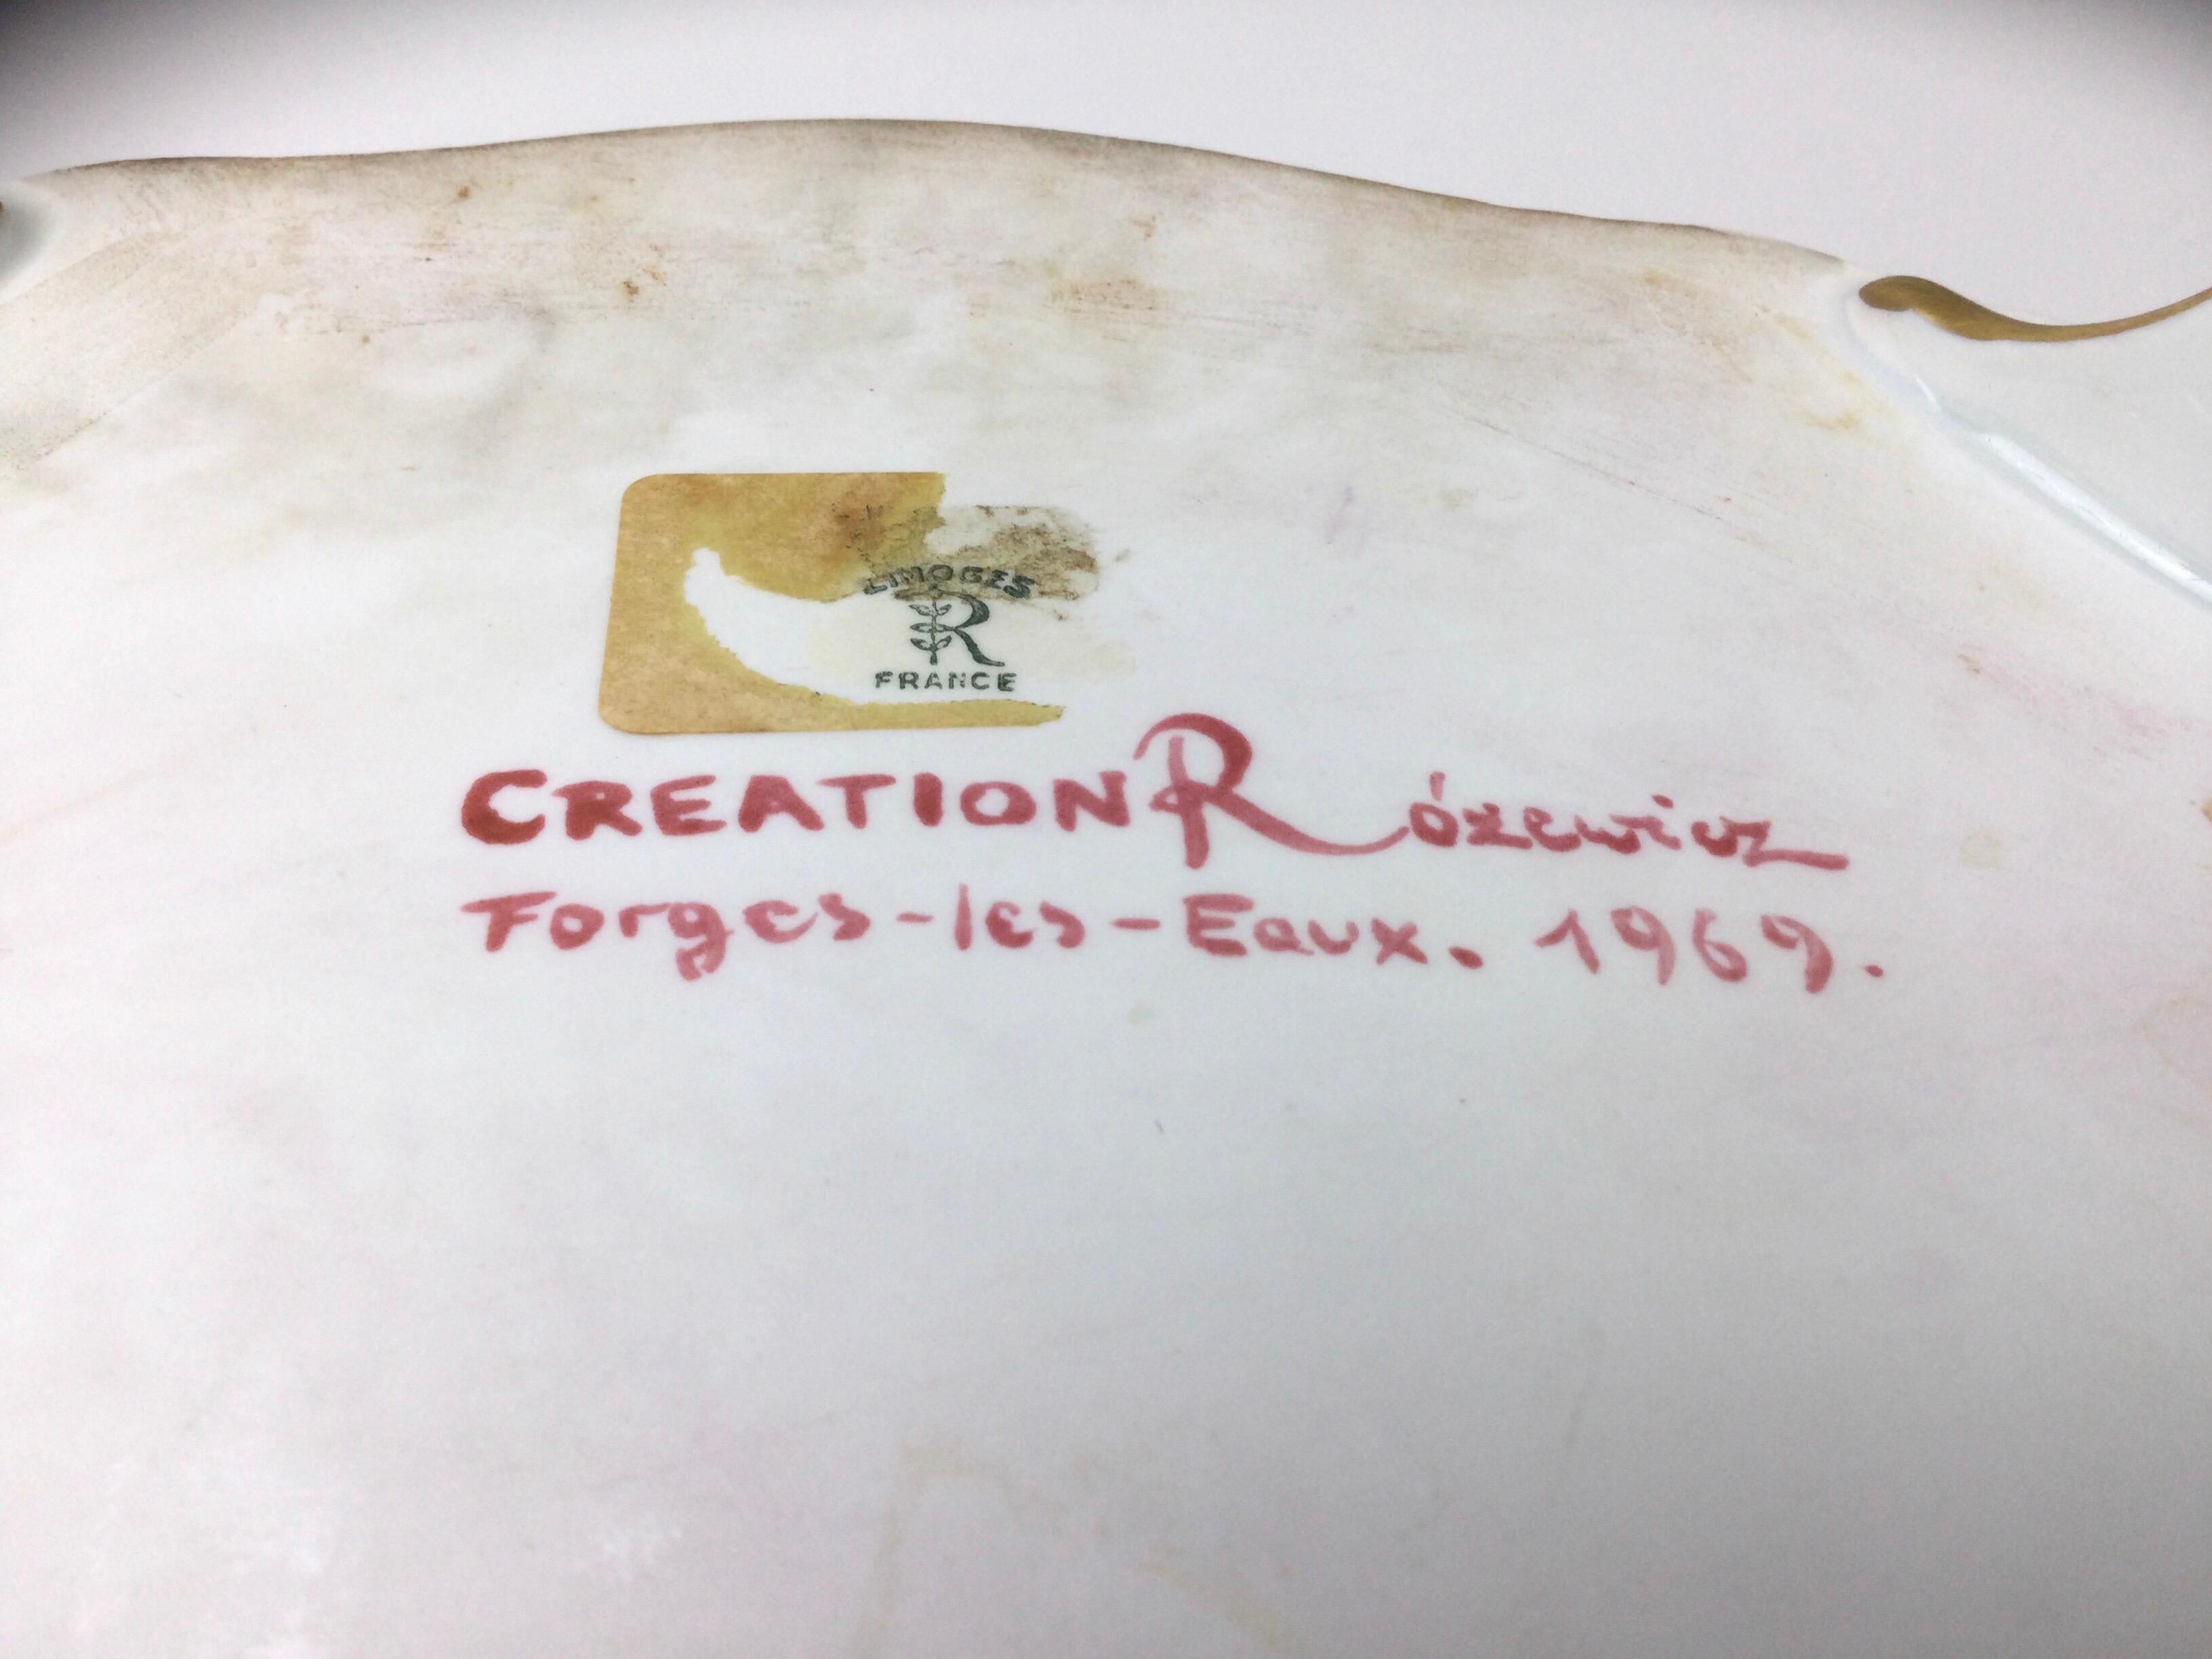 LIMOGES
R
FRANCE
CREATION Rózewicz
Forges-les-Eaux. 1969.